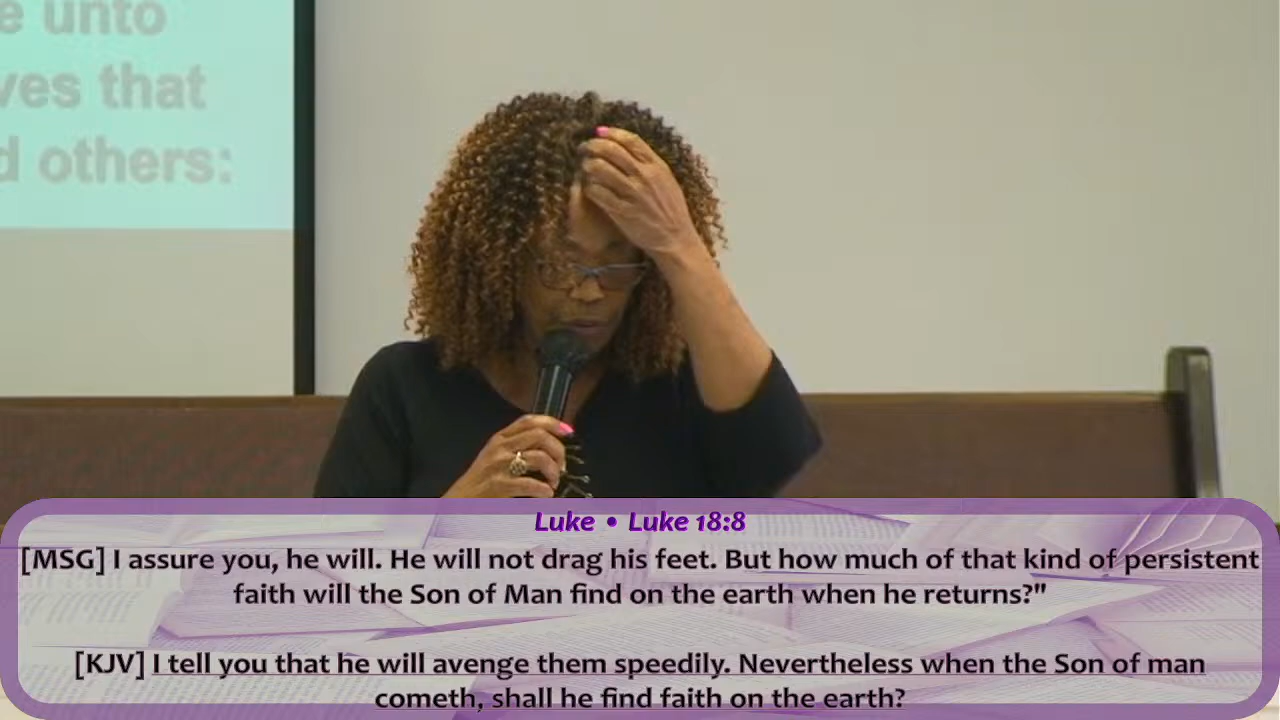 unto
that
others:
Luke • Luke 18:8
[MSG] I assure you, he will. He will not drag his feet. But how much of that kind of persistent
faith will the Son of Man find on the earth when he returns?"
[KJV] I tell you that he will avenge them speedily. Nevertheless when the Son of man
cometh, shall he find faith on the earth?